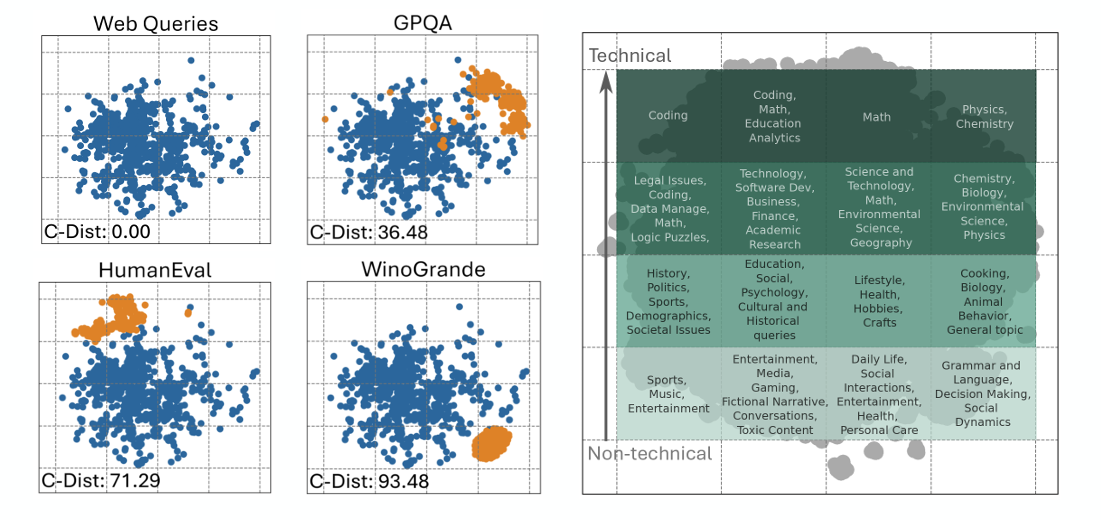 Web Queries
C-Dist: 0.00
GPQA
C-Dist: 36.48
HumanEval
C-Dist: 71.29
WinoGrande
C-Dist: 93.48
Technical
Coding
Coding,
Math,
Education
Analytics
Math
Physics,
Chemistry
Legal Issues,
Coding,
Data Manage,
Math,
Logic Puzzles,
Technology,
Software Dev,
Business,
Finance,
Academic
Research
Science and
Technology,
Math,
Environmental
Science,
Geography
Chemistry,
Biology,
Environmental
Science,
Physics
History,
Politics,
Sports,
Demographics,
Societal Issues
Education,
Social,
Psychology,
Cultural and
Historical
queries
Lifestyle,
Health,
Hobbies,
Crafts
Cooking,
Biology,
Animal
Behavior,
General topic
Sports,
Music,
Entertainment
Entertainment,
Media,
Gaming,
Fictional Narrative,
Conversations,
Toxic Content
Daily Life,
Social
Interactions,
Entertainment,
Health,
Personal Care
Grammar and
Language,
Decision Making,
Social
Dynamics
Non-technical